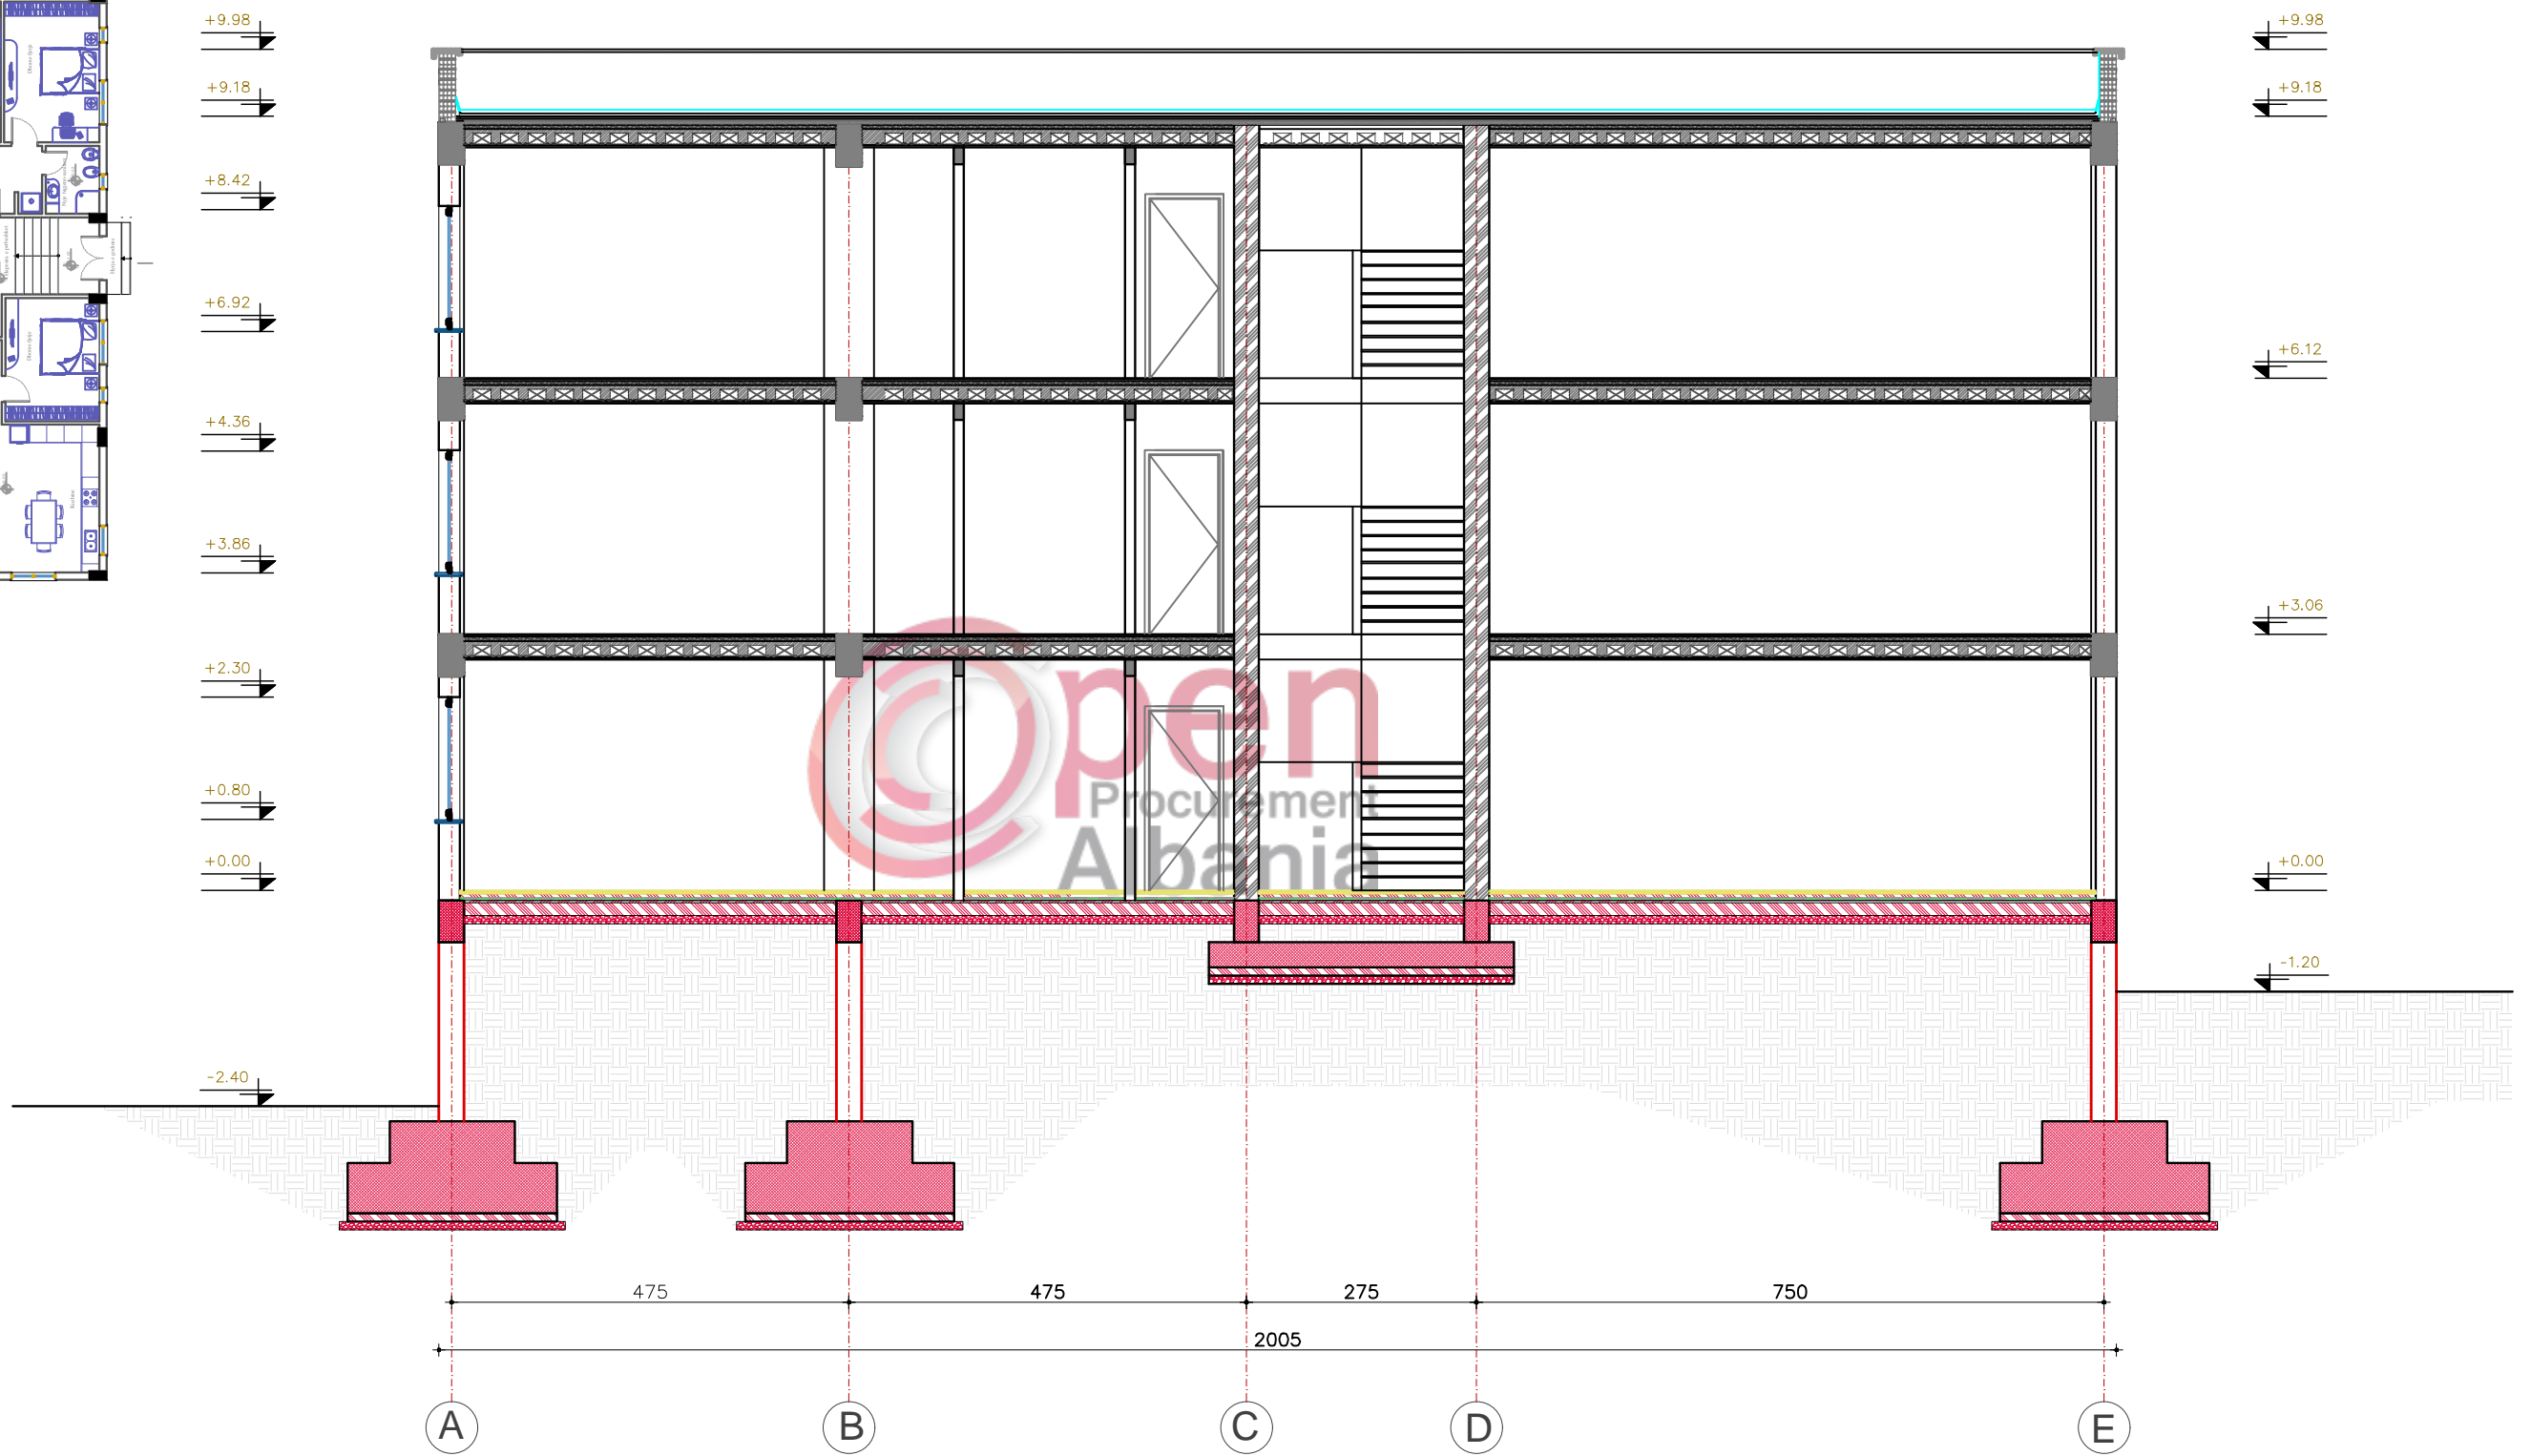 +9.98
+9.98
+9.18
+9.18
+8.42
+6.92
+6.12
+4.36
+3.86
+3.06
+2.30
+0.80
+0.00
+0.00
-1.20
-2.40
Open
Procurement
Albania
475
475
275
750
2005
A
B
C
D
E